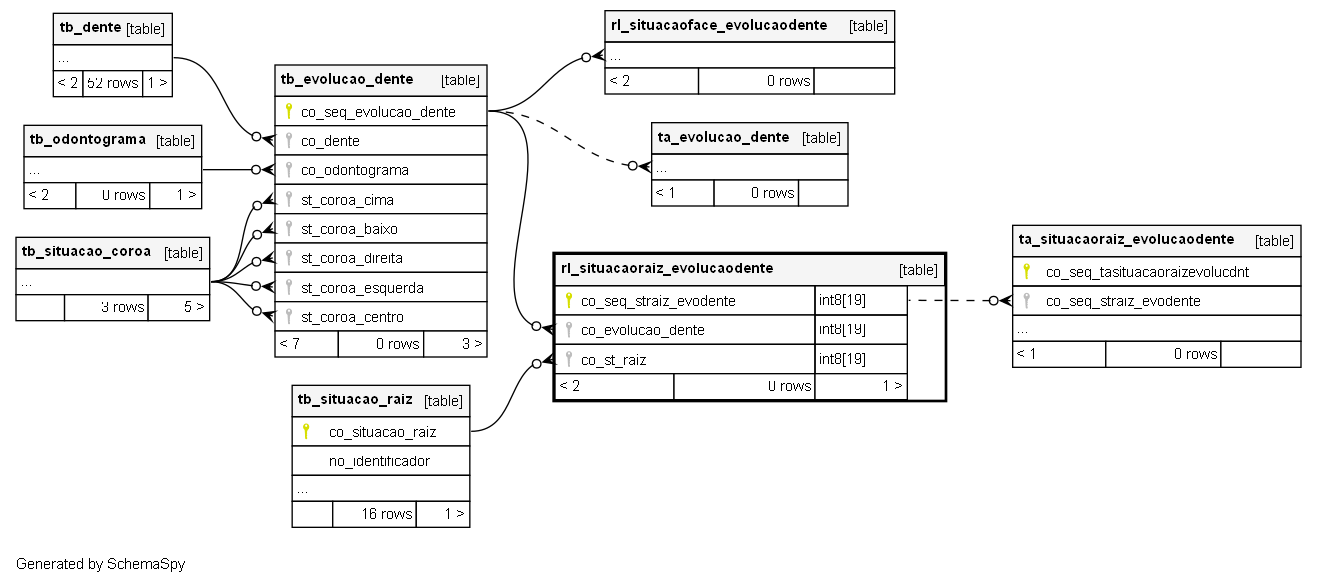 tb_dente [table]
...
< 2 52 rows 1 >
tb_odontograma [table]
...
< 2 0 rows 1 >
tb_situacao_coroa [table]
...
3 rows 5 >
tb_evolucao_dente [table]
co_seq_evolucao_dente
co_dente
co_odontograma
st_coroa_cima
st_coroa_baixo
st_coroa_direita
st_coroa_esquerda
st_coroa_centro
< 7 0 rows 3 >
tb_situacao_raiz [table]
co_situacao_raiz
no_identificador
...
16 rows 1 >
rl_situacaoface_evolucaodente [table]
...
< 2 0 rows
ta_evolucao_dente [table]
...
< 1 0 rows
rl_situacaoraiz_evolucaodente [table]
co_seq_straiz_evodente int8[19]
co_evolucao_dente int8[19]
co_st_raiz int8[19]
< 2 0 rows 1 >
ta_situacaoraiz_evolucaodente [table]
co_seq_tasituacaoraizevolucdnt
co_seq_straiz_evodente
...
< 1 0 rows
Generated by SchemaSpy